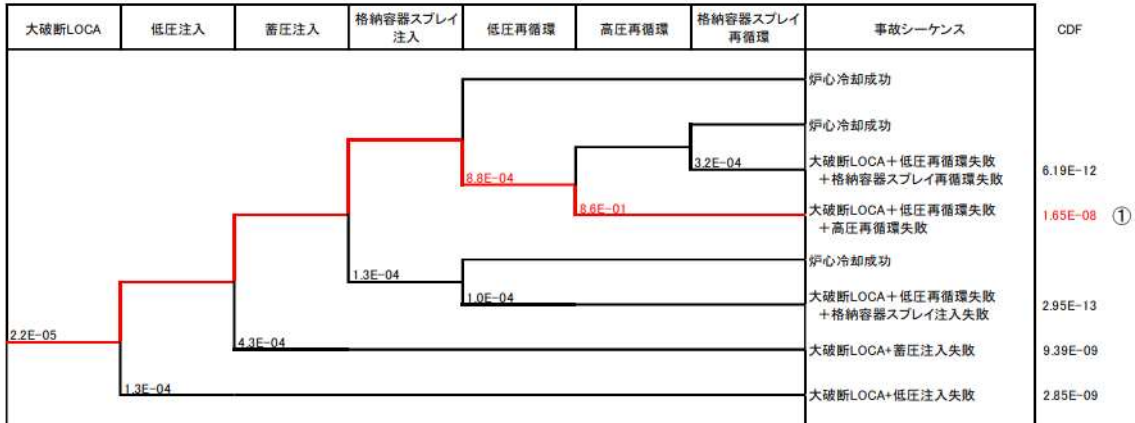 大破断LOCA
低圧注入
蓄圧注入
格納容器スプレイ
注入
低圧再循環
高圧再循環
格納容器スプレイ
再循環
事故シーケンス
CDF
炉心冷却成功
炉心冷却成功
3.2E-04
大破断LOCA+低圧再循環失敗
+格納容器スプレイ再循環失敗
6.19E-12
8.8E-04
8.6E-01
大破断LOCA+低圧再循環失敗
+高圧再循環失敗
1.65E-08 ①
炉心冷却成功
1.3E-04
1.0E-04
大破断LOCA+低圧再循環失敗
+格納容器スプレイ注入失敗
2.95E-13
2.2E-05
4.3E-04
大破断LOCA+蓄圧注入失敗
9.39E-09
1.3E-04
大破断LOCA+低圧注入失敗
2.85E-09